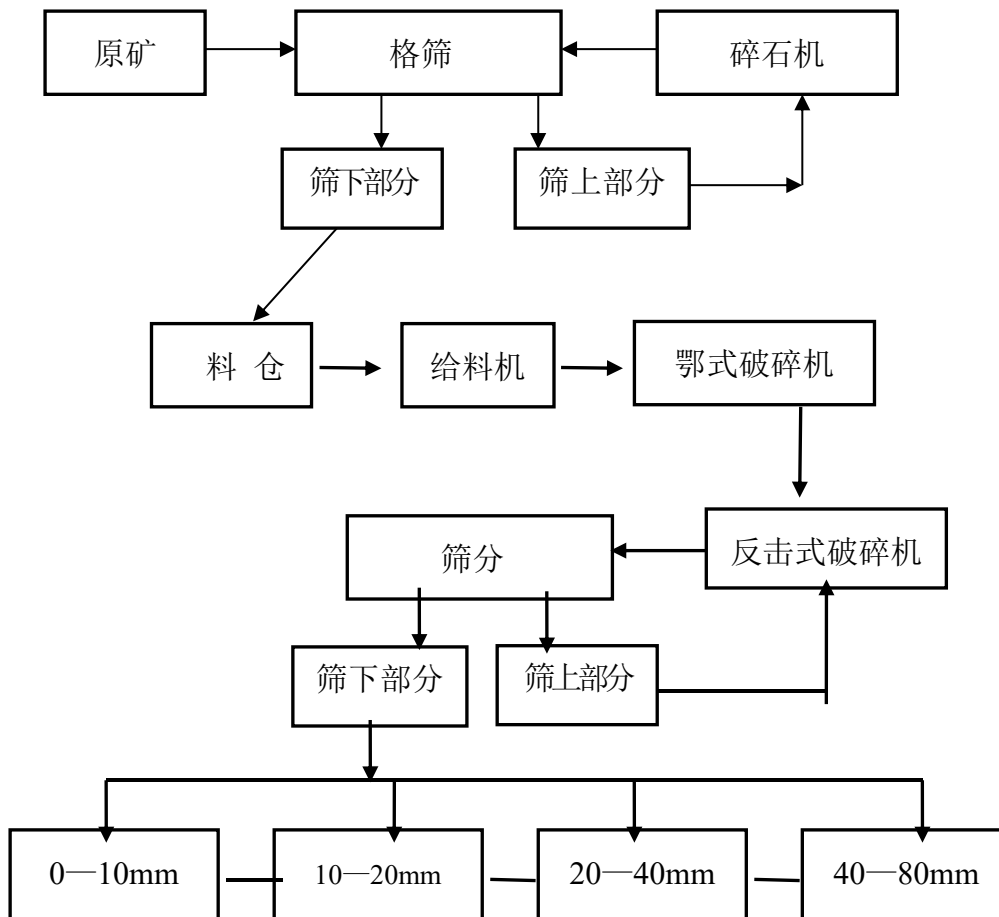 原矿
格筛
碎石机
筛下部分
筛上部分
料 仓
给料机
鄂式破碎机
筛分
反击式破碎机
筛下部分
筛上部分
0—10mm
10—20mm
20—40mm
40—80mm